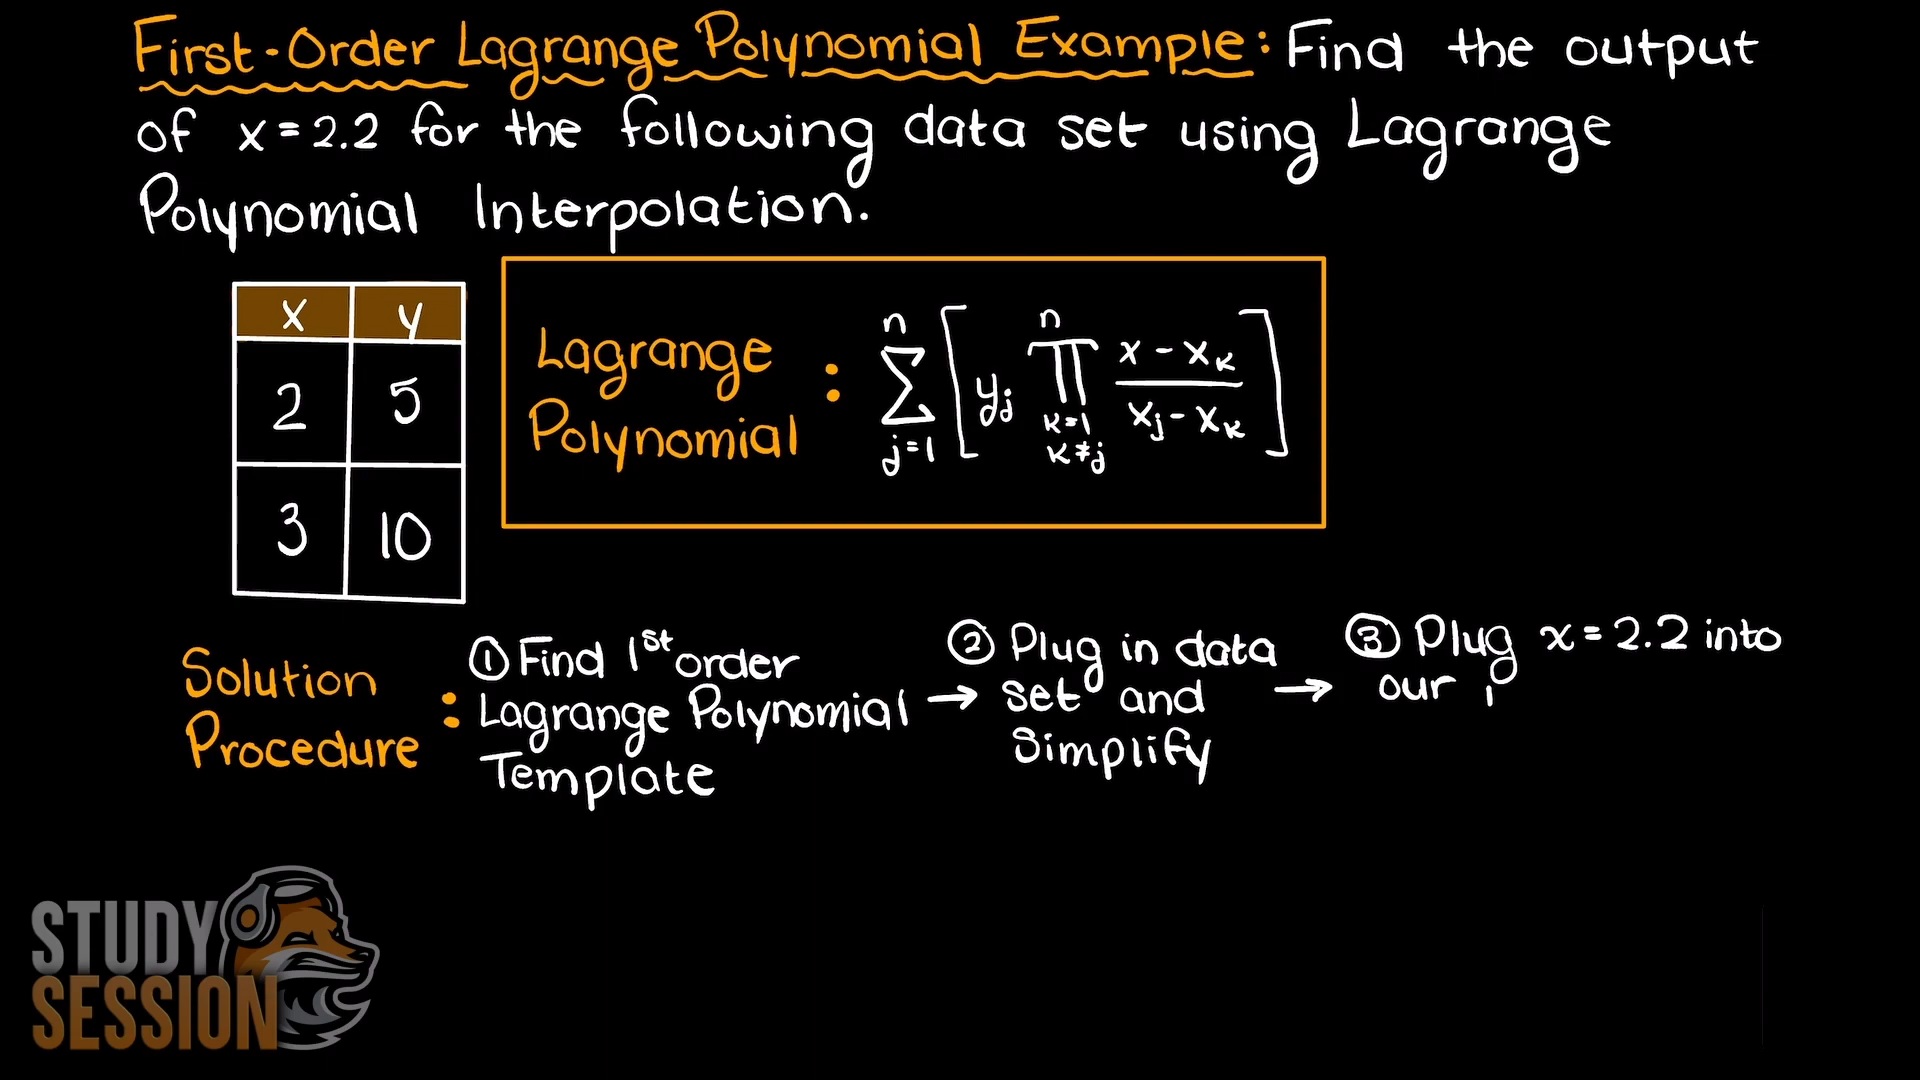 First-Order Lagrange Polynomial Example: Find the output
of x=2.2 for the following data set using Lagrange
Polynomial Interpolation.
x y
2 5
3 10
Lagrange
Polynomial : n∑j=1 [ yj n∏k=1 k≠j (x - xk)/(xj - xk) ]
Solution
Procedure :
① Find 1st order
Lagrange Polynomial
Template
→
② Plug in data
set and
Simplify
→
③ Plug x=2.2 into
our
STUDY
SESSION